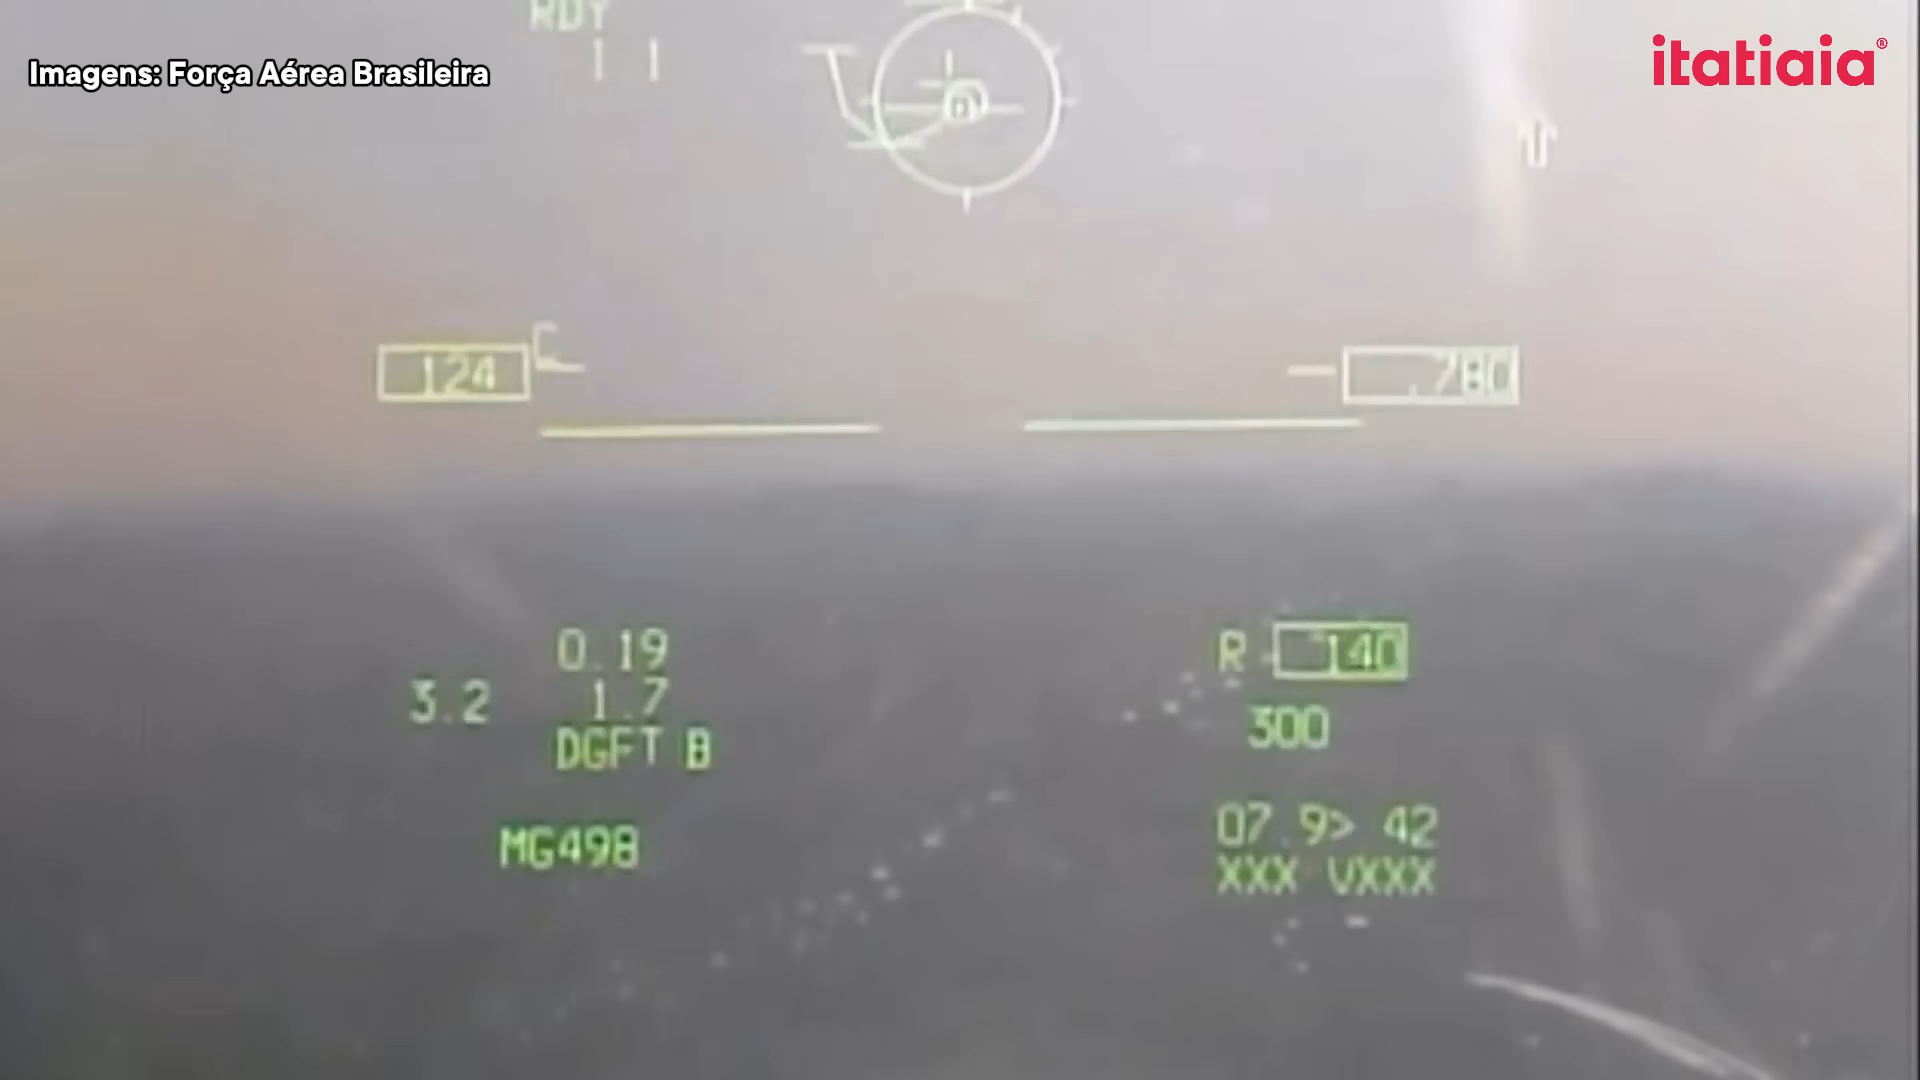 RDY
1.1
Imagens: Força Aérea Brasileira
itatiaia®
C
124
.780
0.19
3.2 1.7
DGFT B
MG498
R 140
300
07.9> 42
XXX VXXX